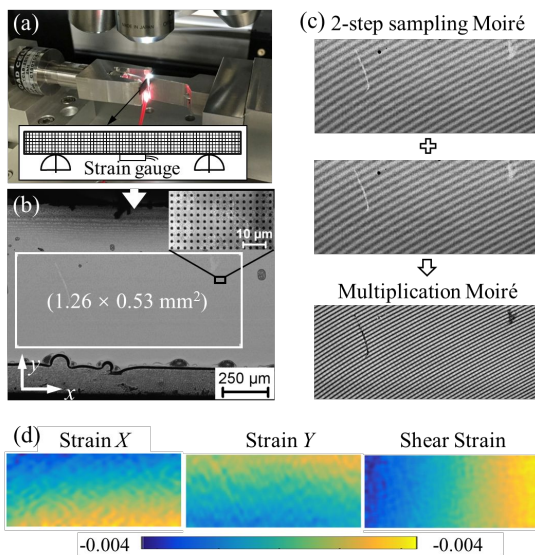 (a)
Strain gauge
(b)
10 μm
(1.26 × 0.53 mm²)
y
x
250 μm
(c) 2-step sampling Moiré
Multiplication Moiré
(d)
Strain X
Strain Y
Shear Strain
-0.004
-0.004